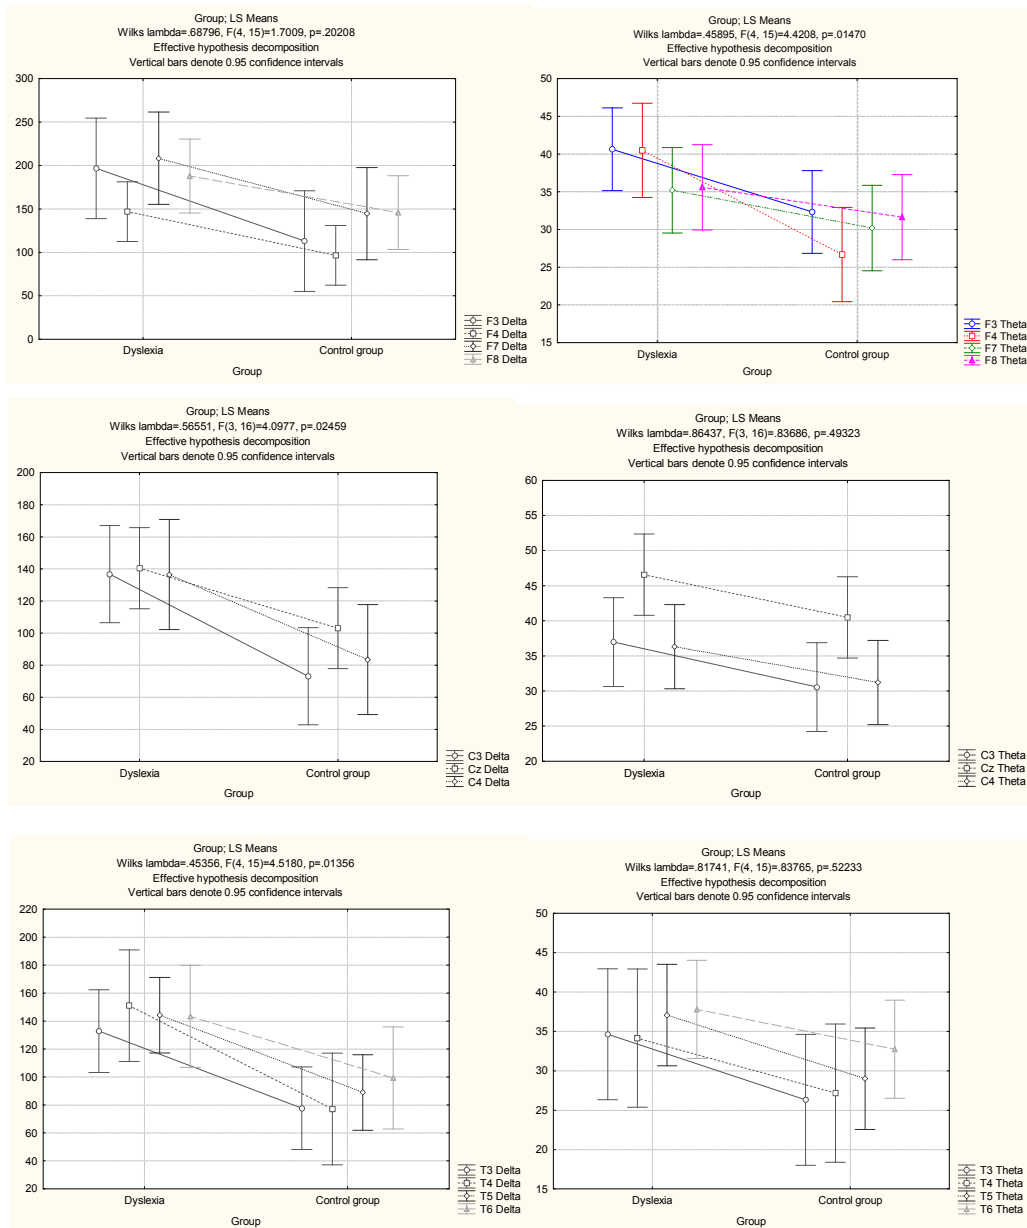 Group; LS Means
Wilks lambda=.68796, F(4, 15)=1.7009, p=.20208
Effective hypothesis decomposition
Vertical bars denote 0.95 confidence intervals
300
250
200
150
100
50
0
Dyslexia
Control group
Group
F3 Delta
F4 Delta
F7 Delta
F8 Delta
Group; LS Means
Wilks lambda=.45895, F(4, 15)=4.4208, p=.01470
Effective hypothesis decomposition
Vertical bars denote 0.95 confidence intervals
50
45
40
35
30
25
20
15
Dyslexia
Control group
Group
F3 Theta
F4 Theta
F7 Theta
F8 Theta
Group; LS Means
Wilks lambda=.56551, F(3, 16)=4.0977, p=.02459
Effective hypothesis decomposition
Vertical bars denote 0.95 confidence intervals
200
180
160
140
120
100
80
60
40
20
Dyslexia
Control group
Group
C3 Delta
Cz Delta
C4 Delta
Group; LS Means
Wilks lambda=.86437, F(3, 16)=.83686, p=.49323
Effective hypothesis decomposition
Vertical bars denote 0.95 confidence intervals
60
55
50
45
40
35
30
25
20
Dyslexia
Control group
Group
C3 Theta
Cz Theta
C4 Theta
Group; LS Means
Wilks lambda=.45356, F(4, 15)=4.5180, p=.01356
Effective hypothesis decomposition
Vertical bars denote 0.95 confidence intervals
220
200
180
160
140
120
100
80
60
40
20
Dyslexia
Control group
Group
T3 Delta
T4 Delta
T5 Delta
T6 Delta
Group; LS Means
Wilks lambda=.81741, F(4, 15)=.83765, p=.52233
Effective hypothesis decomposition
Vertical bars denote 0.95 confidence intervals
50
45
40
35
30
25
20
15
Dyslexia
Control group
Group
T3 Theta
T4 Theta
T5 Theta
T6 Theta